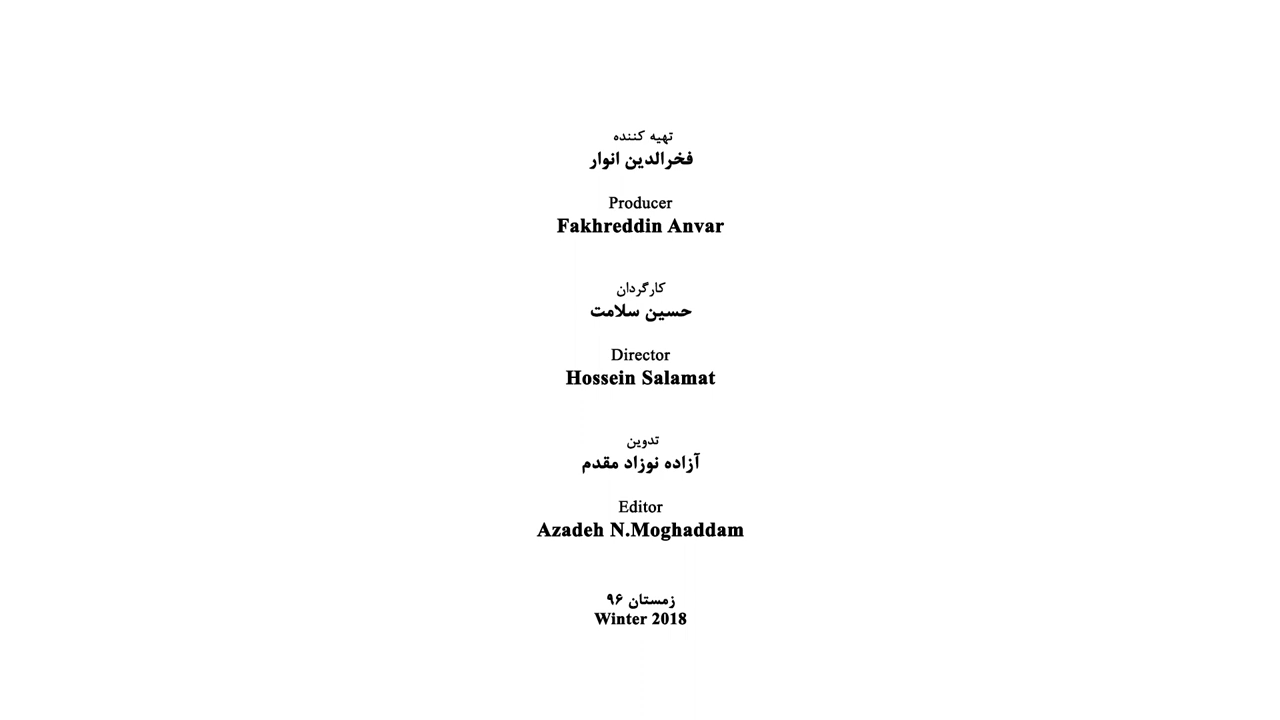 تهیه کننده
فخرالدین انوار
Producer
Fakhreddin Anvar
کارگردان
حسین سلامت
Director
Hossein Salamat
تدوین
آزاده نوزاد مقدم
Editor
Azadeh N.Moghaddam
زمستان ۹۶
Winter 2018